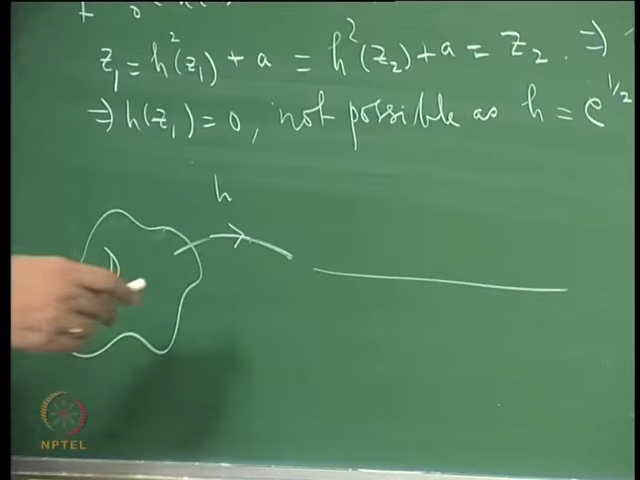 z₁ = h²(z₁) + a = h²(z₂) + a = z₂ . ⇒
⇒ h(z₁) = 0, not possible as h = e^1/2
h
D
NPTEL